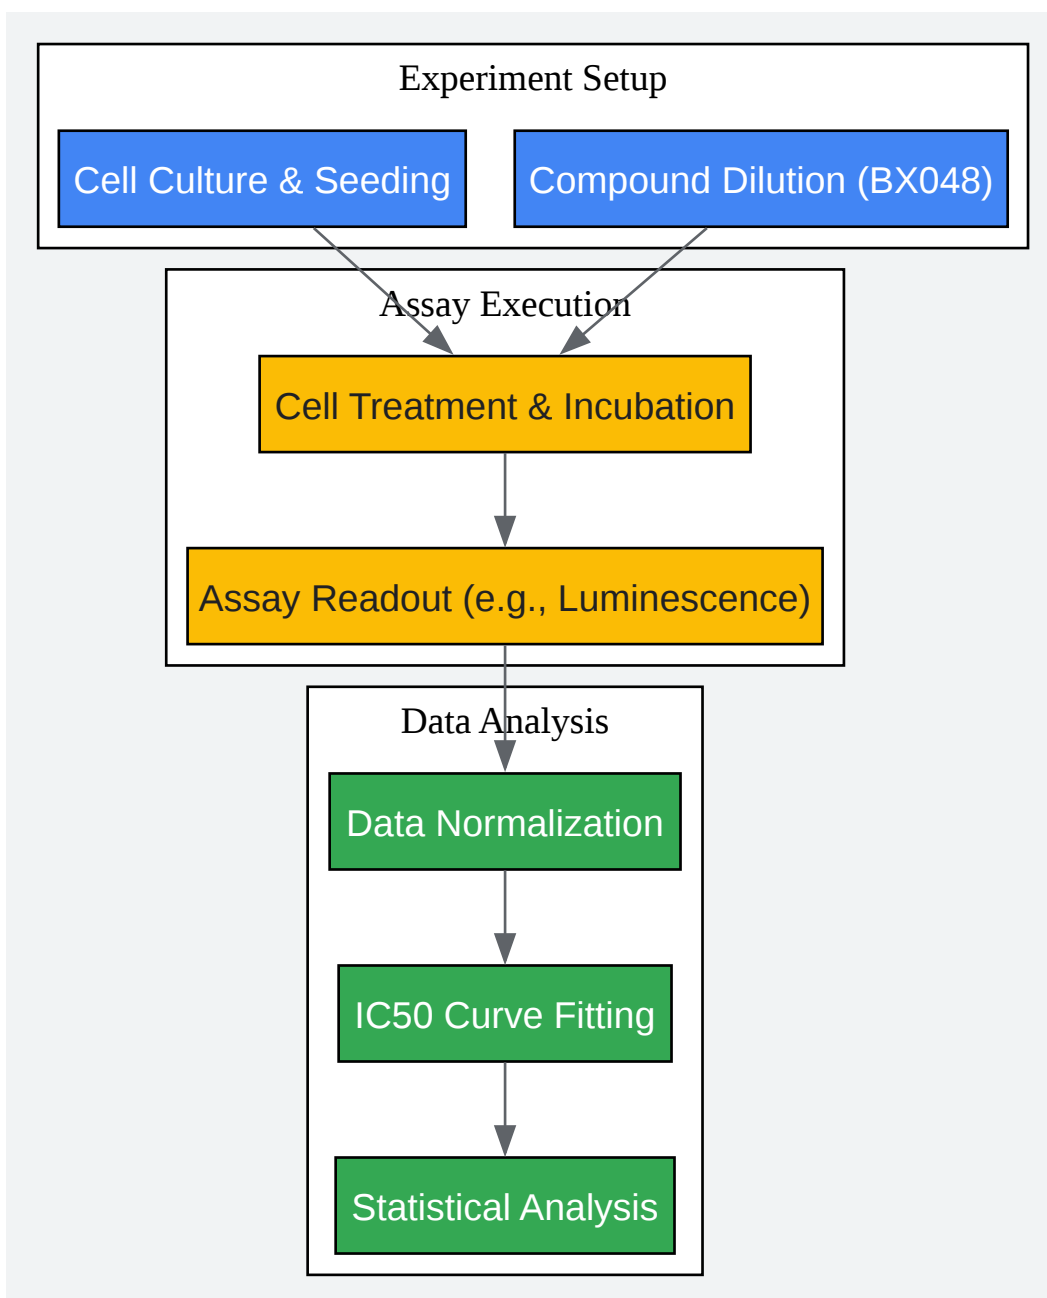 Experiment Setup
Cell Culture & Seeding
Compound Dilution (BX048)
Assay Execution
Cell Treatment & Incubation
Assay Readout (e.g., Luminescence)
Data Analysis
Data Normalization
IC50 Curve Fitting
Statistical Analysis